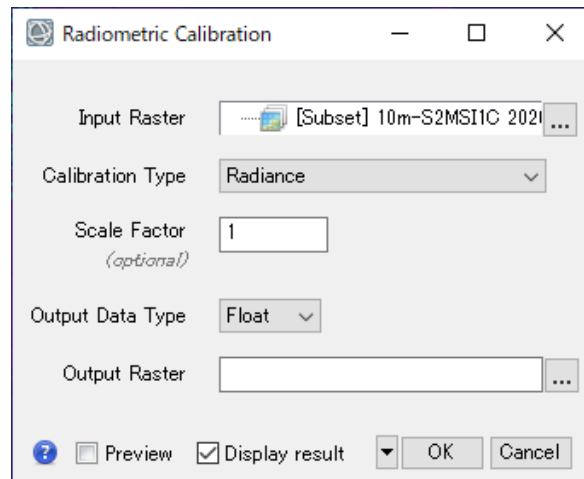 Radiometric Calibration
Input Raster [Subset] 10m-S2MSI1C 202 ...
Calibration Type Radiance
Scale Factor 1
(optional)
Output Data Type Float
Output Raster ...
Preview Display result OK Cancel